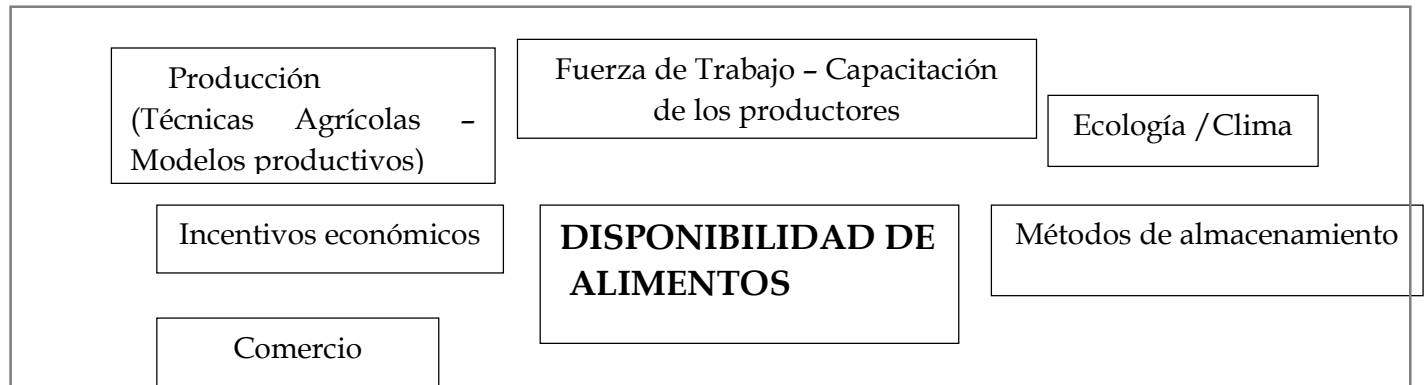 Producción
(Técnicas Agrícolas –
Modelos productivos)
Fuerza de Trabajo – Capacitación
de los productores
Ecología /Clima
Incentivos económicos
DISPONIBILIDAD DE
ALIMENTOS
Métodos de almacenamiento
Comercio